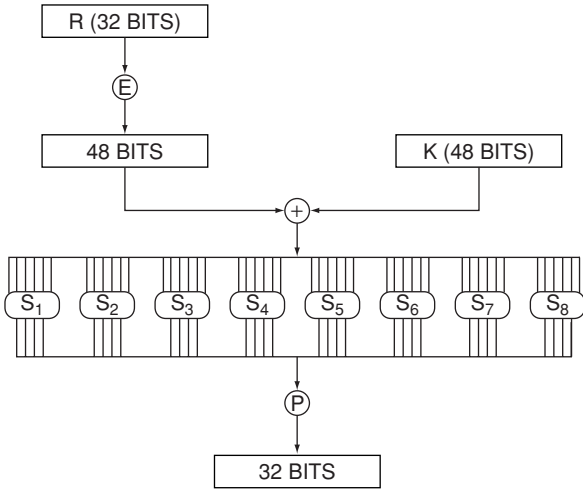 R (32 BITS)
E
48 BITS
K (48 BITS)
+
S1 S2 S3 S4 S5 S6 S7 S8
P
32 BITS